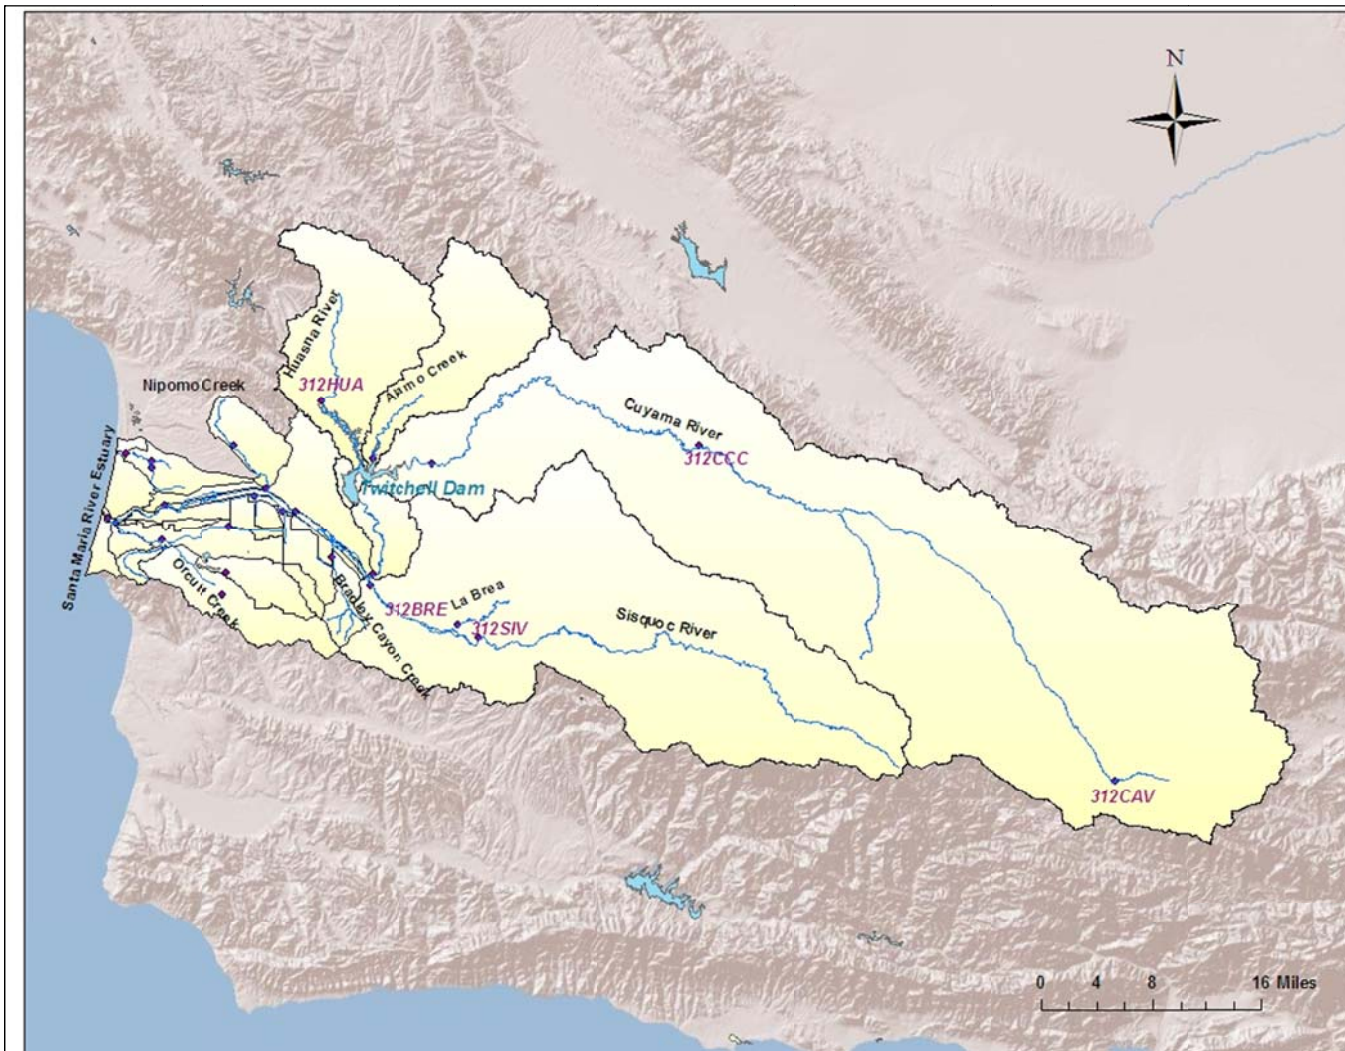 N
Huasna River
Alamo Creek
312HUA
Nipomo Creek
Cuyama River
312CCC
Twitchell Dam
Santa Maria River Estuary
Orcutt Creek
Bradley Cayon Creek
312BRE
La Brea
312SIV
Sisquoc River
312CAV
0 4 8 16 Miles